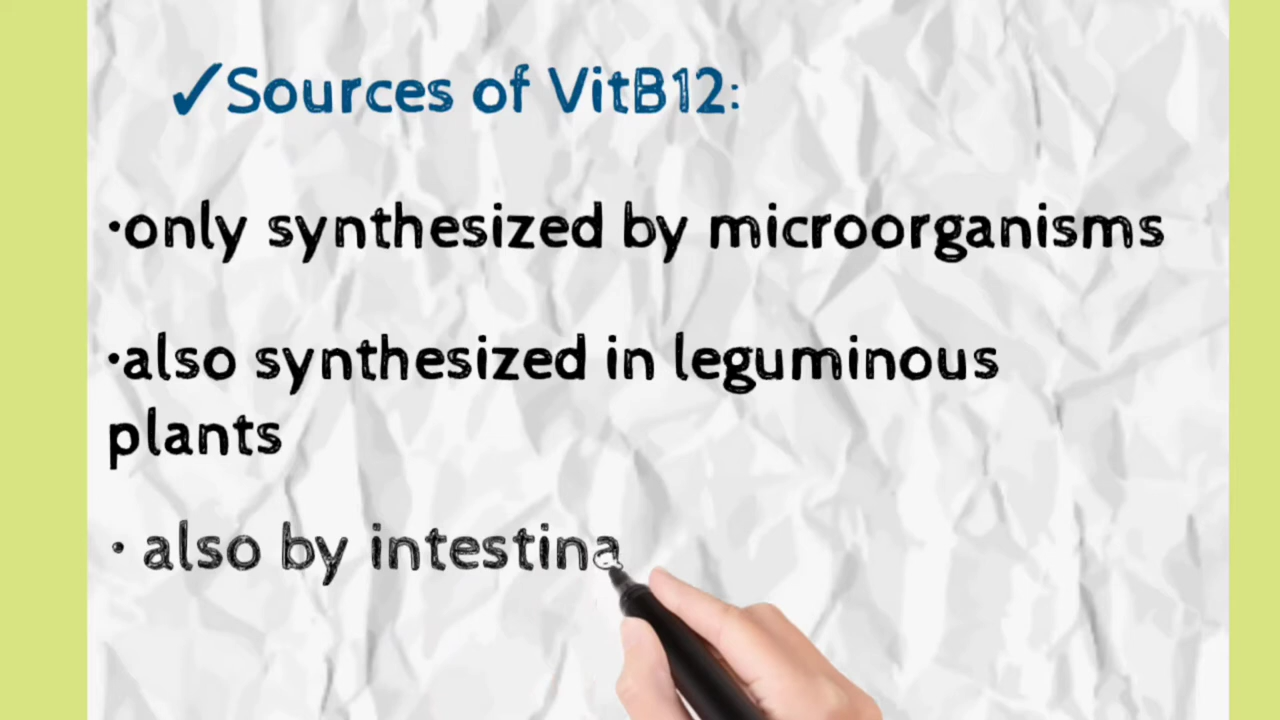 ✓Sources of VitB12:
•only synthesized by microorganisms
•also synthesized in leguminous
plants
• also by intestina